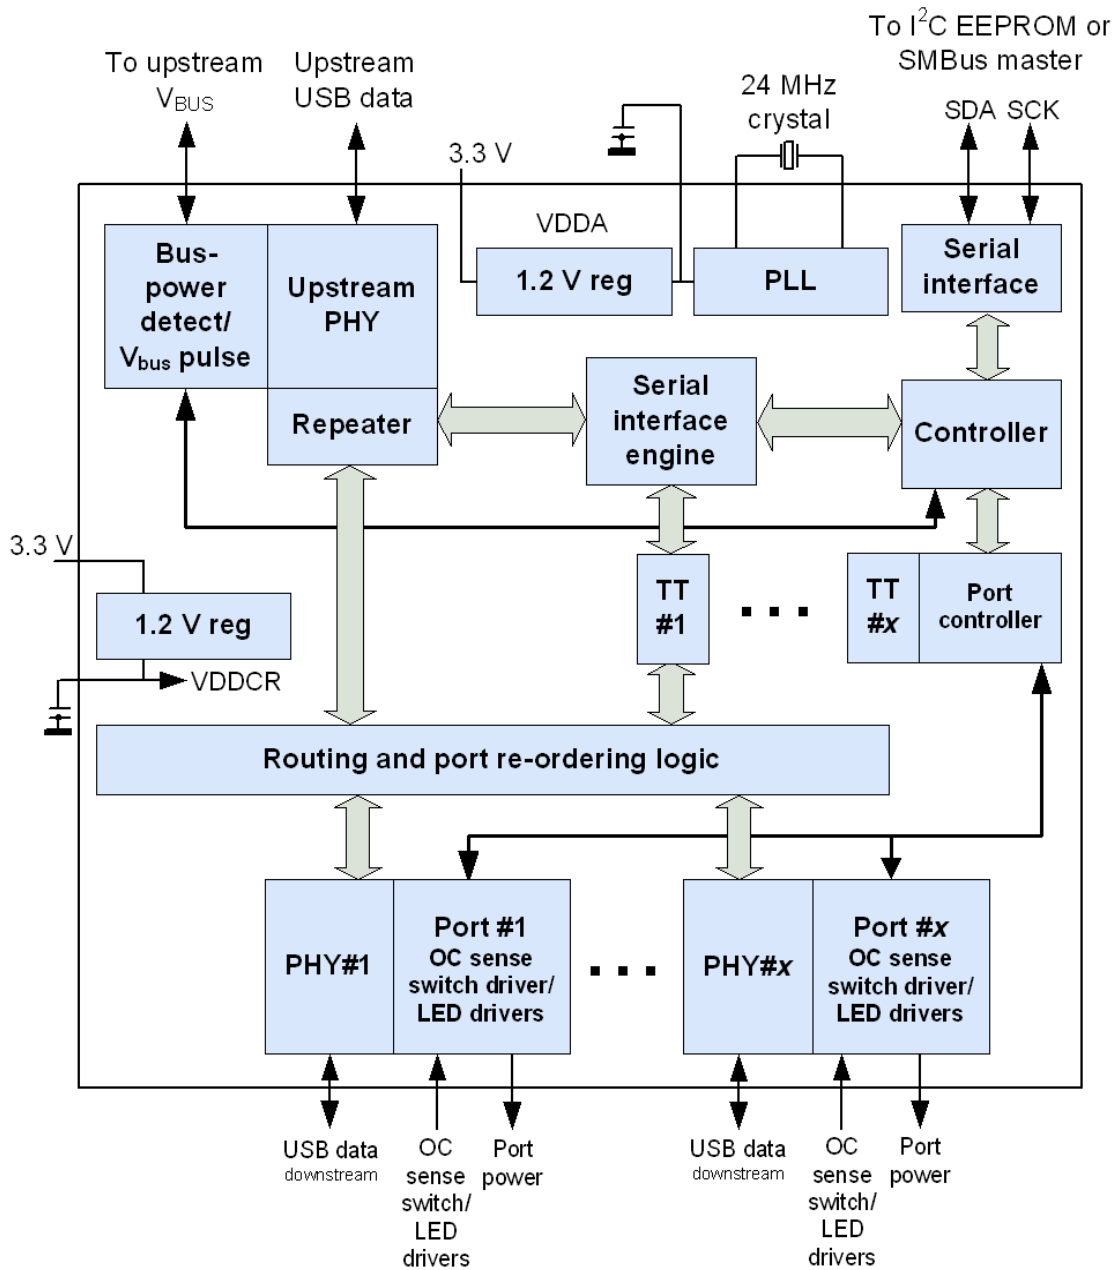 To I²C EEPROM or
SMBus master
To upstream
V_BUS
Upstream
USB data
24 MHz
crystal
SDA SCK
3.3 V
VDDA
Bus-
power
detect/
V_bus pulse
Upstream
PHY
1.2 V reg
PLL
Serial
interface
Repeater
Serial
interface
engine
Controller
3.3 V
1.2 V reg
VDDCR
TT
#1
. . .
TT
#x
Port
controller
Routing and port re-ordering logic
PHY#1
Port #1
OC sense
switch driver/
LED drivers
. . .
PHY#x
Port #x
OC sense
switch driver/
LED drivers
USB data
downstream
OC
sense
switch/
LED
drivers
Port
power
USB data
downstream
OC
sense
switch/
LED
drivers
Port
power